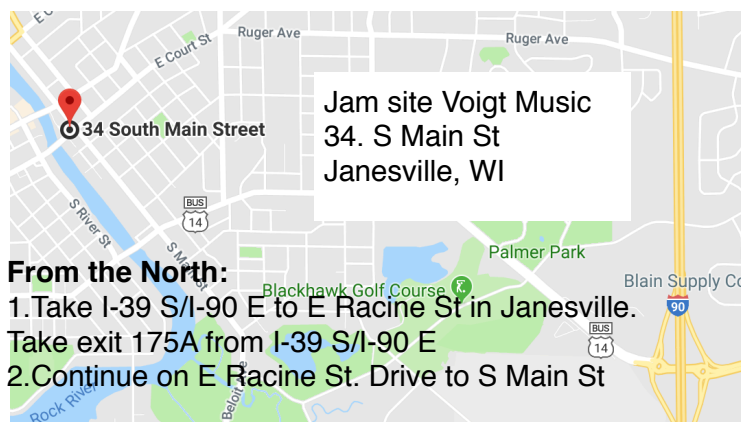 E C
Ruger Ave
Ruger Ave
E Court St
Jam site Voigt Music
34. S Main St
Janesville, WI
34 South Main Street
BUS
14
S River St
S Main St
Palmer Park
From the North:
Blackhawk Golf Course
Blain Supply Co
1.Take I-39 S/I-90 E to E Racine St in Janesville.
90
Take exit 175A from I-39 S/I-90 E
BUS
14
2.Continue on E Racine St. Drive to S Main St
Rock River
Beloit Ave